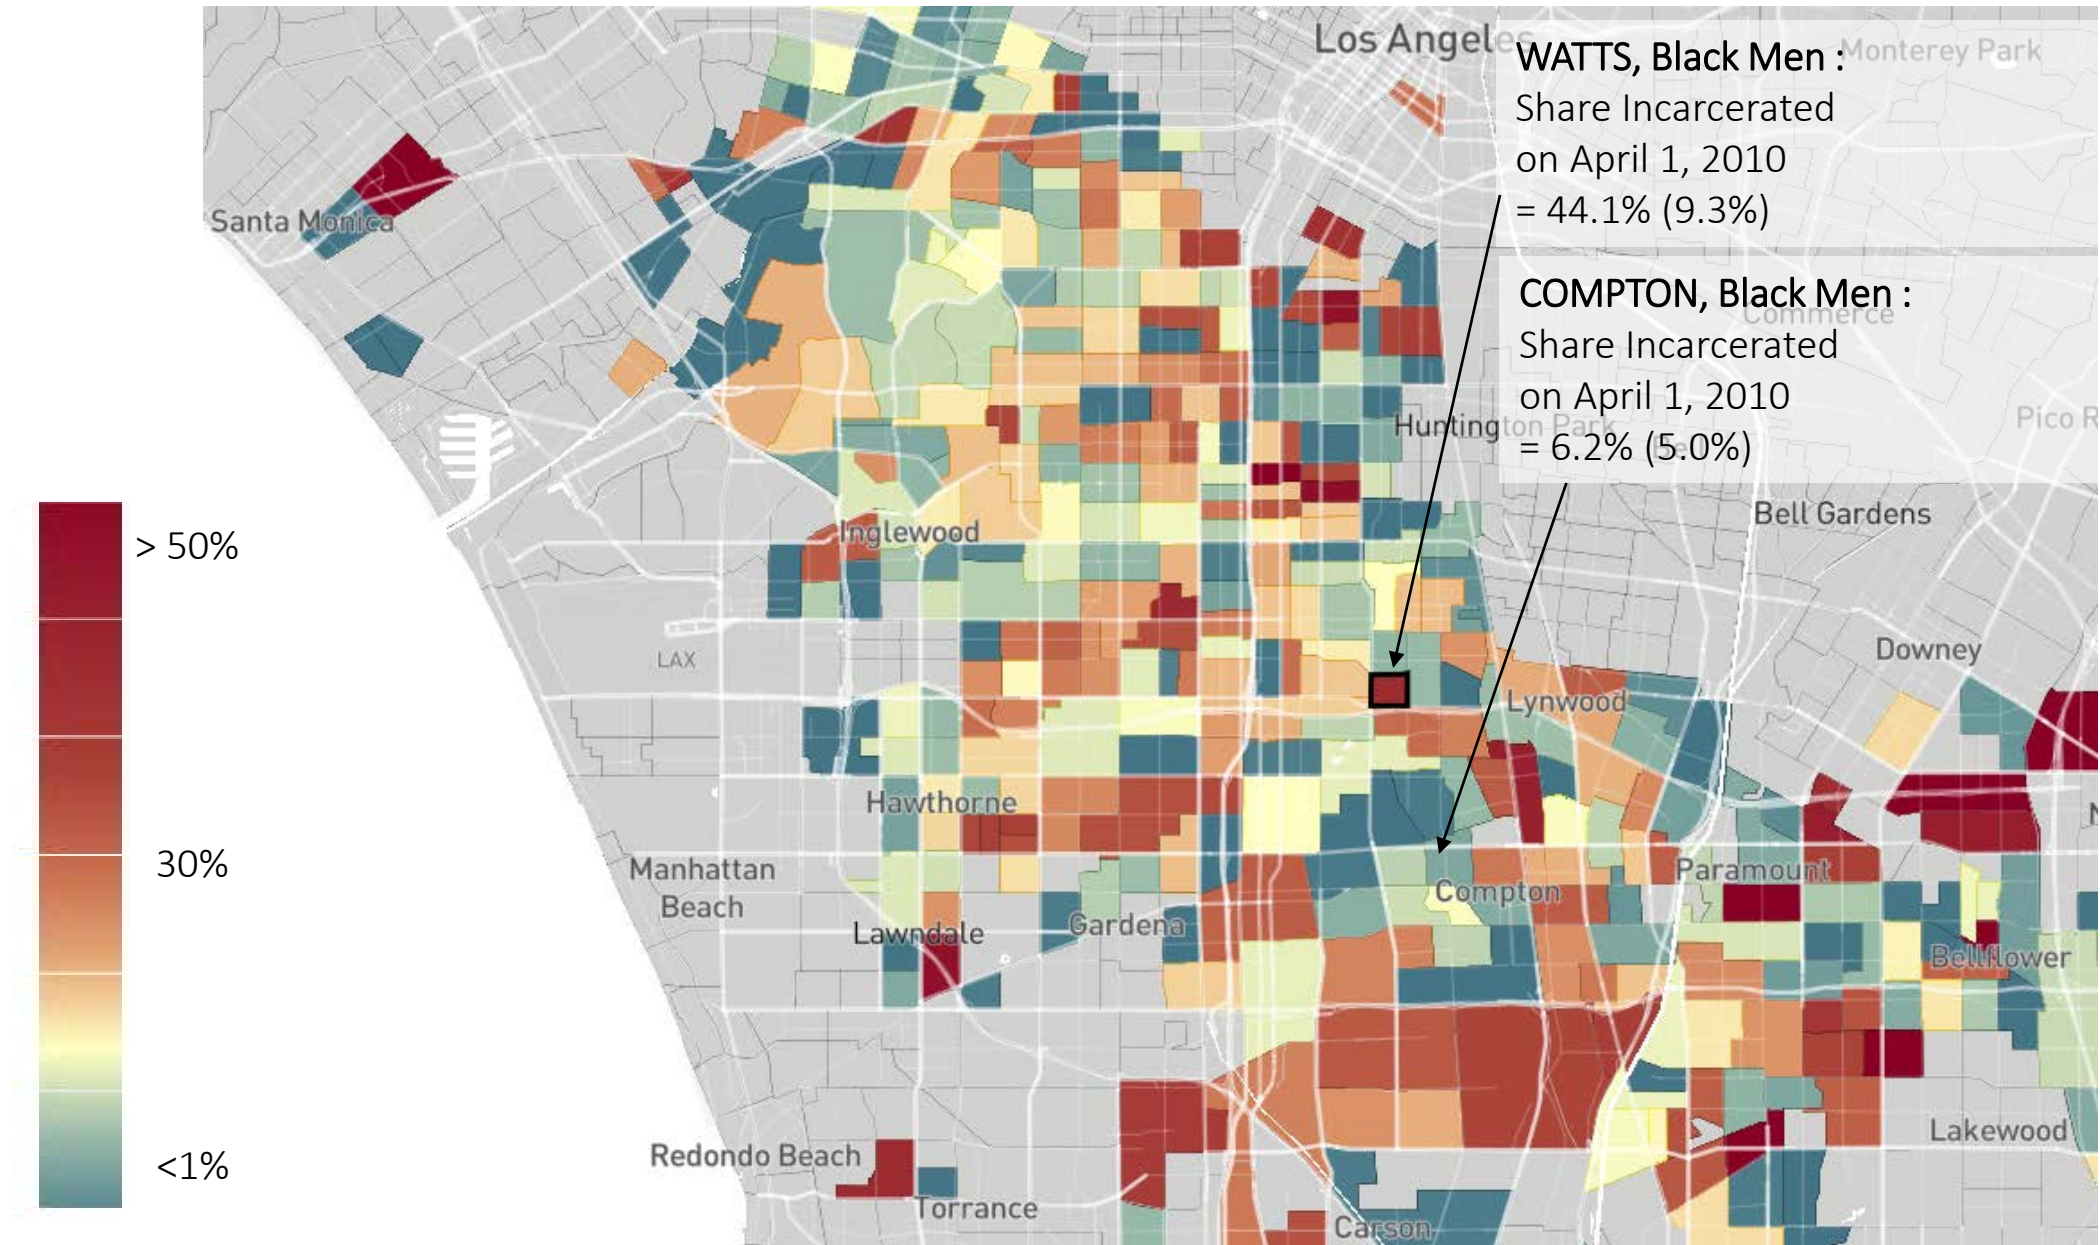 Los Angeles
Monterey Park
WATTS, Black Men :
Share Incarcerated
on April 1, 2010
= 44.1% (9.3%)
Santa Monica
COMPTON, Black Men :
Commerce
Share Incarcerated
on April 1, 2010
Huntington Park
Pico R
= 6.2% (5.0%)
Bell Gardens
Inglewood
> 50%
LAX
Downey
Lynwood
Hawthorne
30%
Manhattan
Beach
Paramount
Compton
Gardena
Lawndale
Bellflower
Lakewood
Redondo Beach
<1%
Torrance
Carson